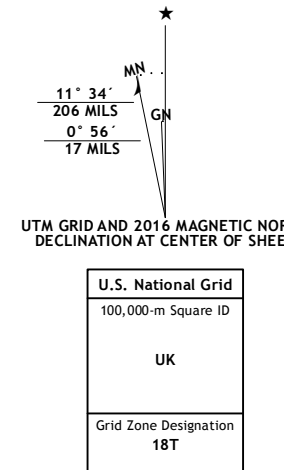 ★
MN
11° 34´
206 MILS
GN
0° 56´
17 MILS
UTM GRID AND 2016 MAGNETIC NOR
DECLINATION AT CENTER OF SHEE
U.S. National Grid
100,000-m Square ID
UK
Grid Zone Designation
18T